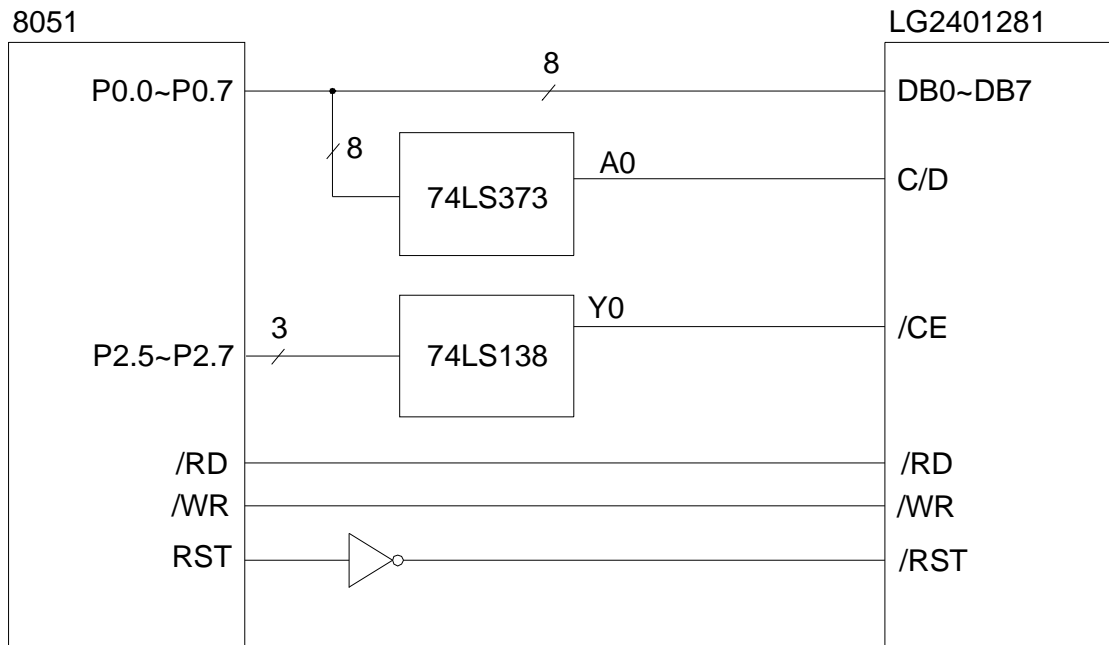 8051
LG2401281
P0.0~P0.7
8
DB0~DB7
8
74LS373
A0
C/D
P2.5~P2.7
3
74LS138
Y0
/CE
/RD
/RD
/WR
/WR
RST
/RST